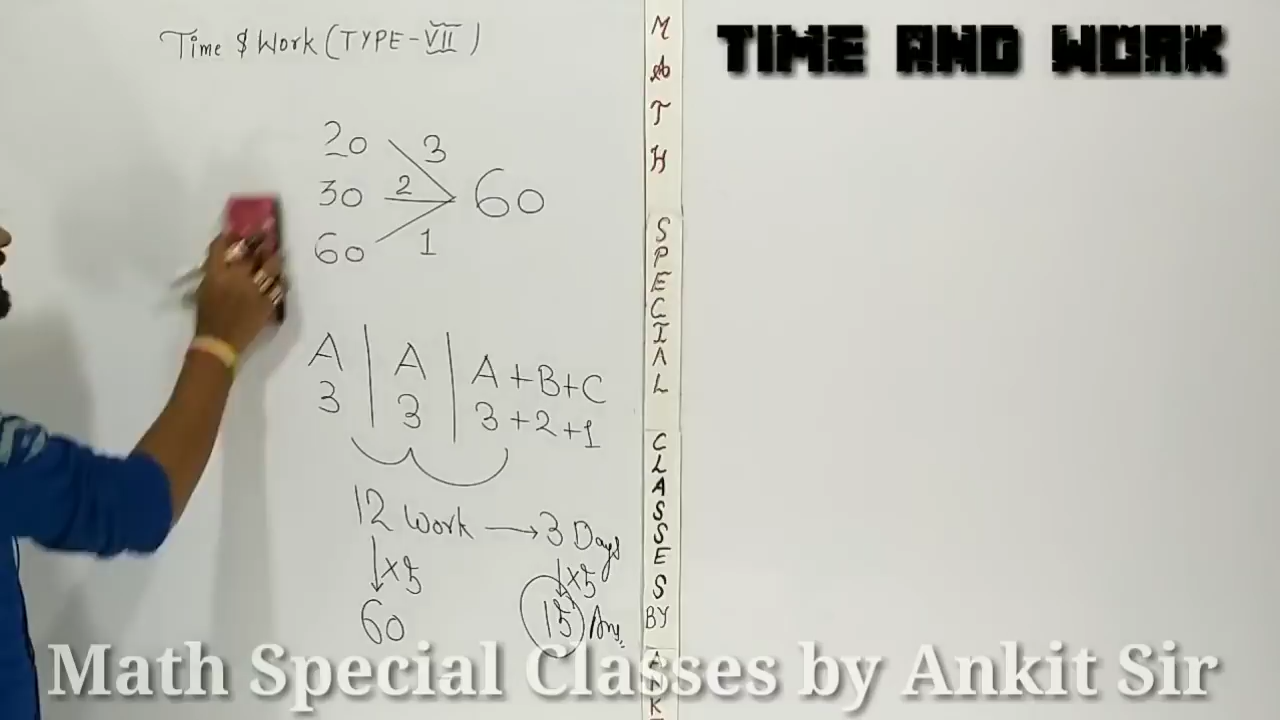 Time & Work (TYPE-VII)
TIME AND WORK
20 3
30 2 60
60 1
A | A | A+B+C
3 | 3 | 3+2+1
12 Work → 3 Days
↓×5 ↓×5
60 15 Ans.
MATH SPECIAL CLASSES BY ANK
Math Special Classes by Ankit Sir